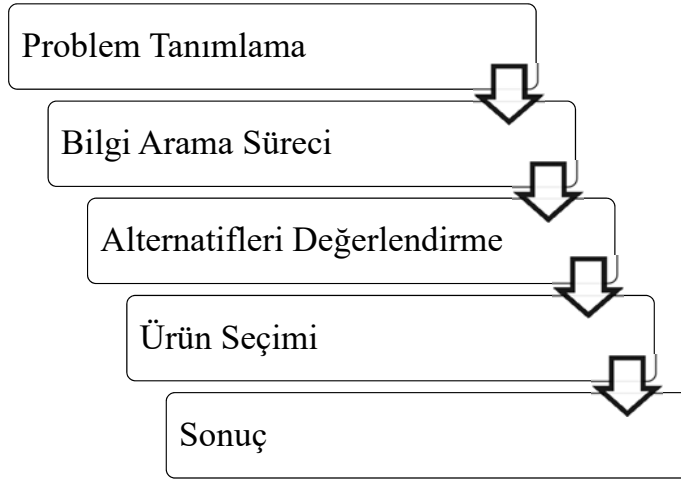 Problem Tanımlama
Bilgi Arama Süreci
Alternatifleri Değerlendirme
Ürün Seçimi
Sonuç